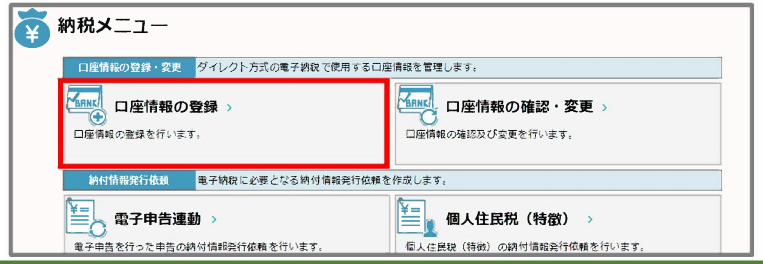 納税メニュー
口座情報の登録・変更 ダイレクト方式の電子納税で使用する口座情報を管理します。
BANK 口座情報の登録 >
口座情報の登録を行います。
BANK 口座情報の確認・変更 >
口座情報の確認及び変更を行います。
納付情報発行依頼 電子納税に必要となる納付情報発行依頼を作成します。
電子申告連動 >
電子申告を行った申告の納付情報発行依頼を行います。
個人住民税（特徴） >
個人住民税（特徴）の納付情報発行依頼を行います。